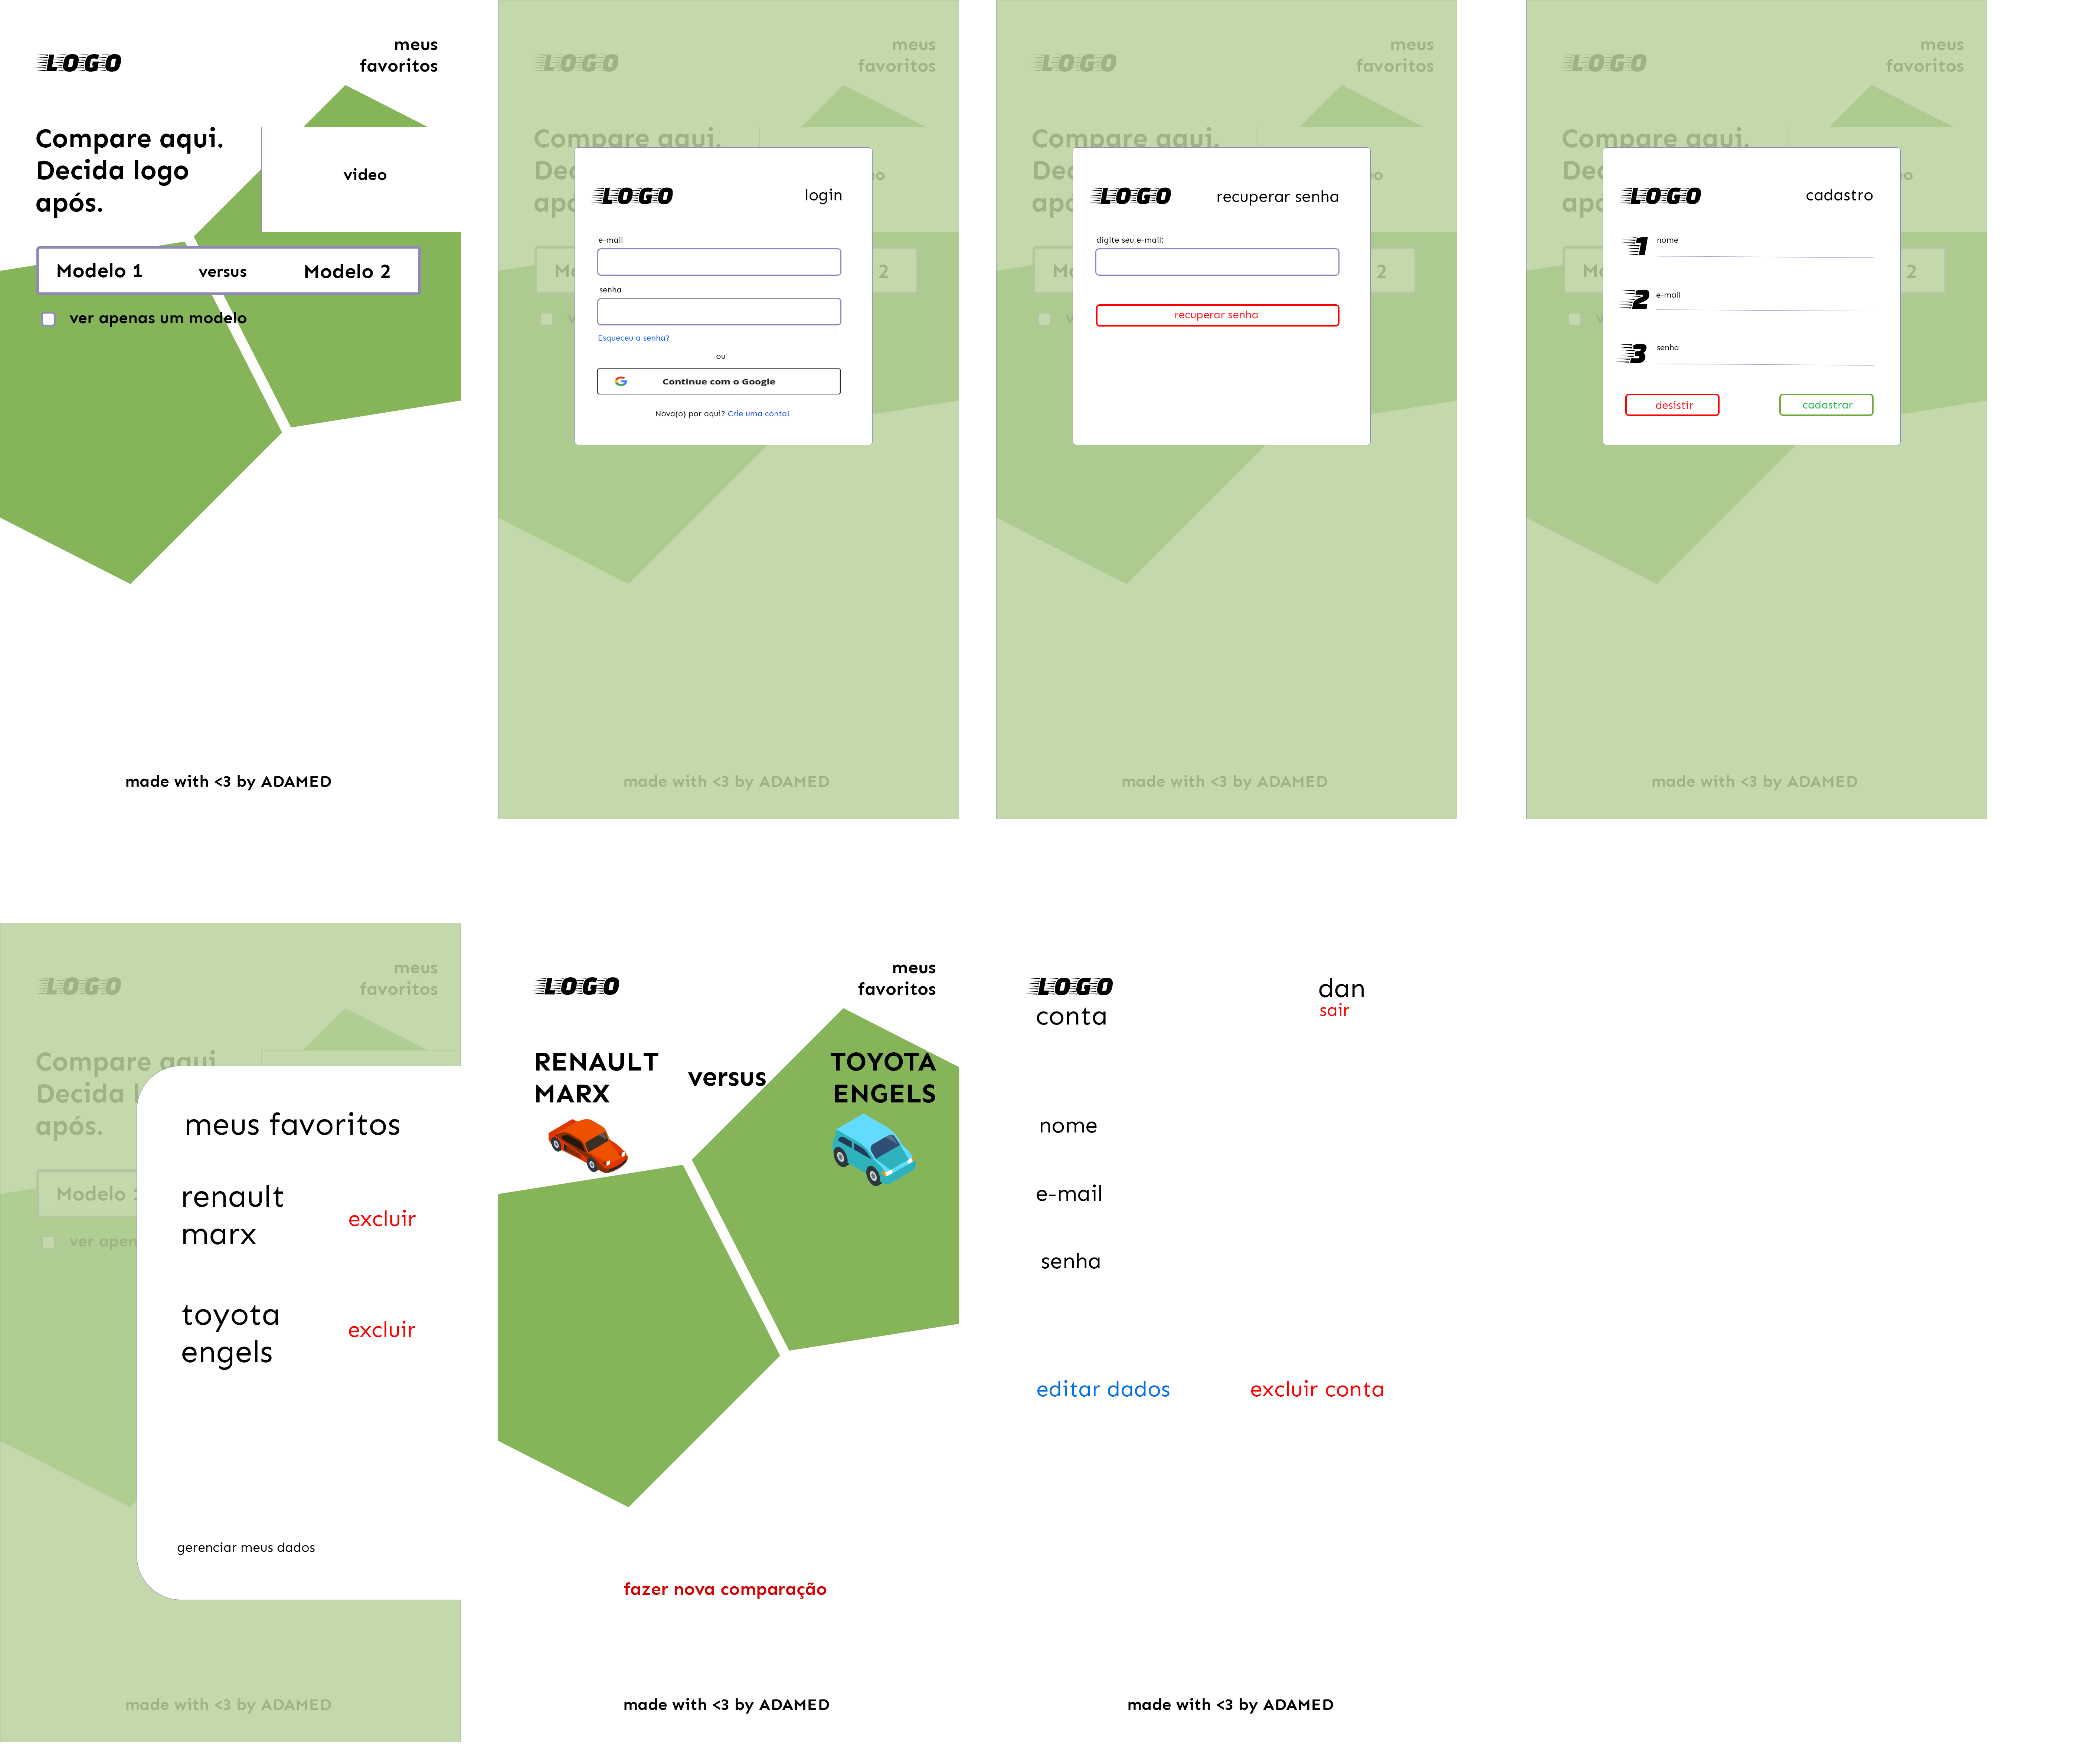 LOGO
meus
favoritos
Compare aqui.
Decida logo
após.
video
Modelo 1 versus Modelo 2
ver apenas um modelo
made with <3 by ADAMED
LOGO
meus
favoritos
Compare aqui.
LOGO login
e-mail
senha
Esqueceu a senha?
ou
Continue com o Google
Nova(o) por aqui? Crie uma conta!
2
made with <3 by ADAMED
LOGO
meus
favoritos
Compare aqui.
LOGO recuperar senha
digite seu e-mail:
recuperar senha
2
made with <3 by ADAMED
LOGO
meus
favoritos
Compare aqui.
LOGO cadastro
1 nome
2 e-mail
3 senha
desistir cadastrar
2
made with <3 by ADAMED
LOGO
meus
favoritos
Compare aqui
Decida l
após.
Modelo
ver apen
meus favoritos
renault
marx
excluir
toyota
engels
excluir
gerenciar meus dados
made with <3 by ADAMED
LOGO
meus
favoritos
RENAULT
MARX
versus
TOYOTA
ENGELS
fazer nova comparação
made with <3 by ADAMED
LOGO
conta
dan
sair
nome
e-mail
senha
editar dados excluir conta
made with <3 by ADAMED